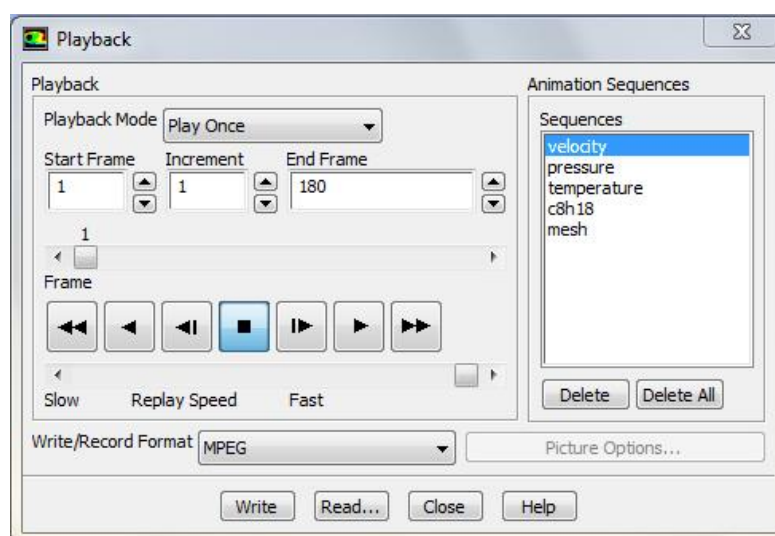 Playback
Playback
Animation Sequences
Playback Mode Play Once
Sequences
Start Frame Increment End Frame
1 1 180
velocity
pressure
temperature
c8h18
mesh
1
Frame
Slow Replay Speed Fast
Delete Delete All
Write/Record Format MPEG
Picture Options...
Write Read... Close Help